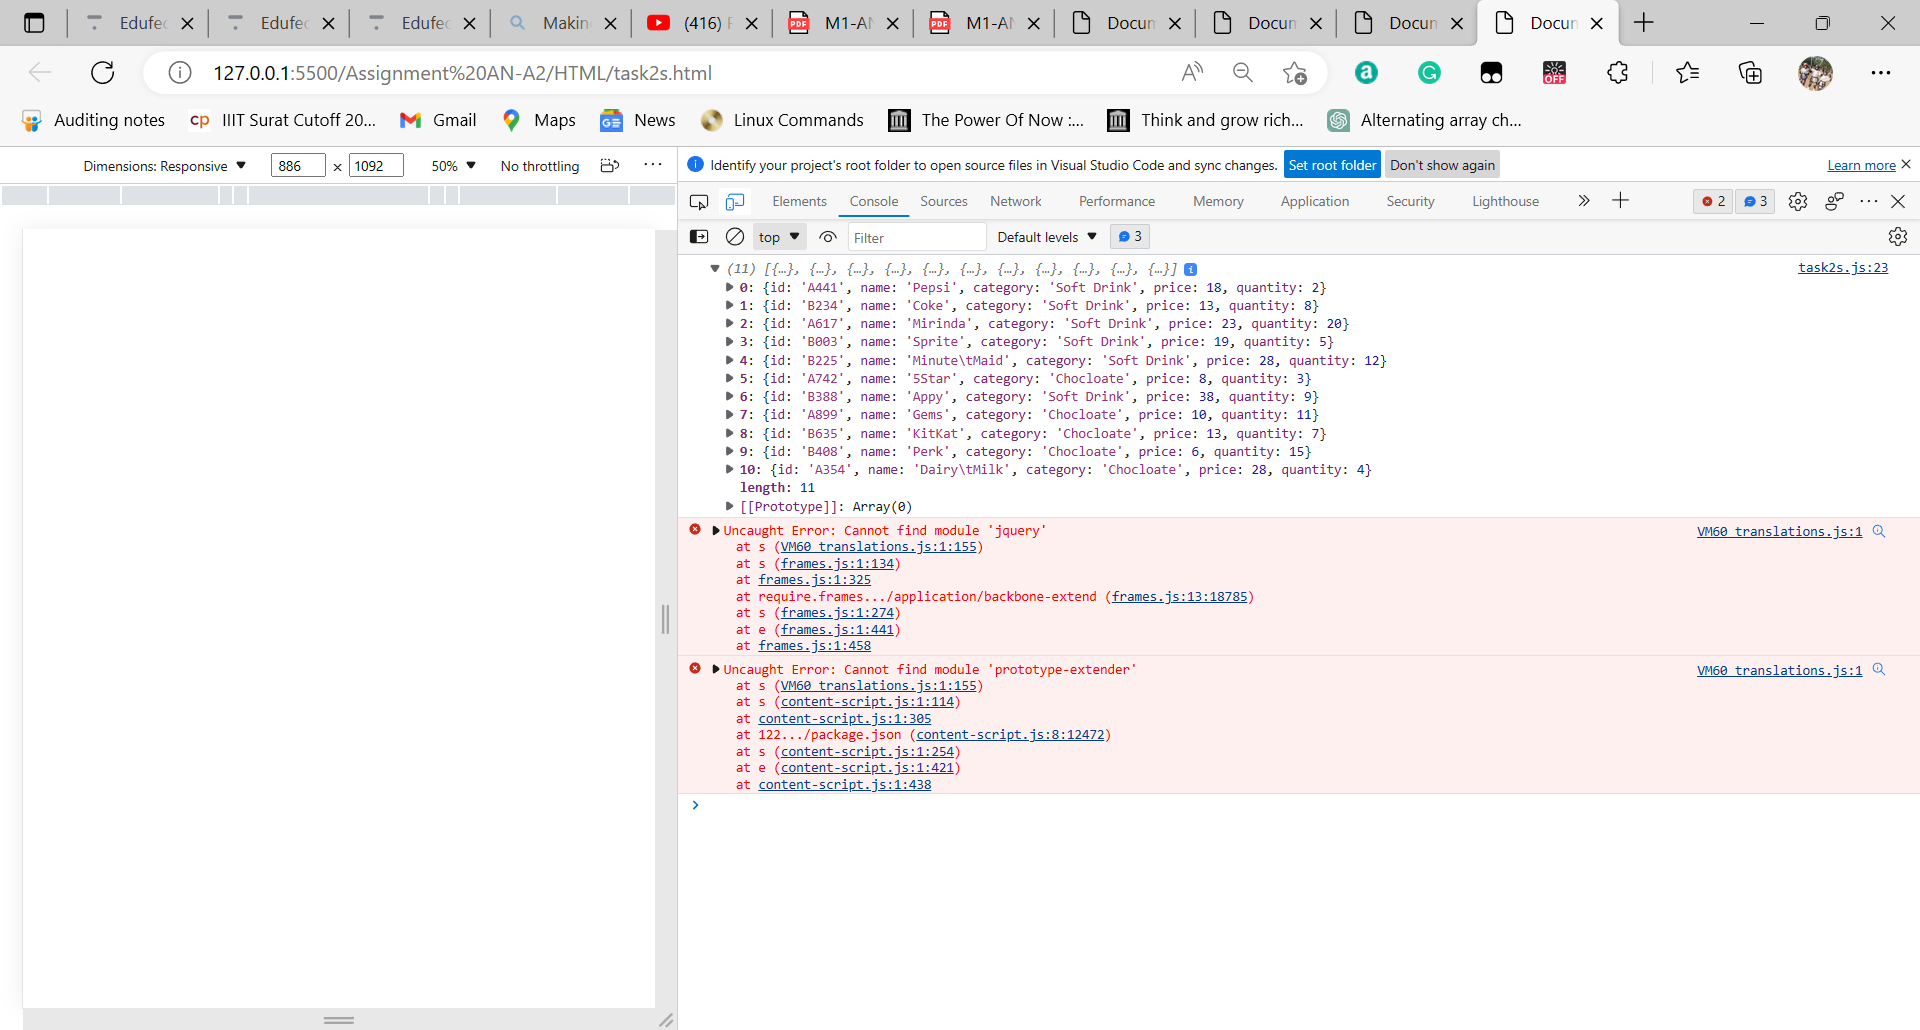 Edufec
Edufec
Edufec
Makin
(416) F
M1-AN
M1-AN
Docum
Docum
Docum
Docum
127.0.0.1:5500/Assignment%20AN-A2/HTML/task2s.html
OFF
Auditing notes
cp IIIT Surat Cutoff 20...
Gmail
Maps
News
Linux Commands
The Power Of Now :...
Think and grow rich...
Alternating array ch...
Dimensions: Responsive 886 x 1092 50% No throttling
Identify your project's root folder to open source files in Visual Studio Code and sync changes. Set root folder Don't show again Learn more
Elements Console Sources Network Performance Memory Application Security Lighthouse 2 3
top Filter Default levels 3
(11) [{…}, {…}, {…}, {…}, {…}, {…}, {…}, {…}, {…}, {…}, {…}] i task2s.js:23
0: {id: 'A441', name: 'Pepsi', category: 'Soft Drink', price: 18, quantity: 2}
1: {id: 'B234', name: 'Coke', category: 'Soft Drink', price: 13, quantity: 8}
2: {id: 'A617', name: 'Mirinda', category: 'Soft Drink', price: 23, quantity: 20}
3: {id: 'B003', name: 'Sprite', category: 'Soft Drink', price: 19, quantity: 5}
4: {id: 'B225', name: 'Minute\tMaid', category: 'Soft Drink', price: 28, quantity: 12}
5: {id: 'A742', name: '5Star', category: 'Chocloate', price: 8, quantity: 3}
6: {id: 'B388', name: 'Appy', category: 'Soft Drink', price: 38, quantity: 9}
7: {id: 'A899', name: 'Gems', category: 'Chocloate', price: 10, quantity: 11}
8: {id: 'B635', name: 'KitKat', category: 'Chocloate', price: 13, quantity: 7}
9: {id: 'B408', name: 'Perk', category: 'Chocloate', price: 6, quantity: 15}
10: {id: 'A354', name: 'Dairy\tMilk', category: 'Chocloate', price: 28, quantity: 4}
length: 11
[[Prototype]]: Array(0)
Uncaught Error: Cannot find module 'jquery' VM60 translations.js:1
at s (VM60 translations.js:1:155)
at s (frames.js:1:134)
at frames.js:1:325
at require.frames.../application/backbone-extend (frames.js:13:18785)
at s (frames.js:1:274)
at e (frames.js:1:441)
at frames.js:1:458
Uncaught Error: Cannot find module 'prototype-extender' VM60 translations.js:1
at s (VM60 translations.js:1:155)
at s (content-script.js:1:114)
at content-script.js:1:305
at 122.../package.json (content-script.js:8:12472)
at s (content-script.js:1:254)
at e (content-script.js:1:421)
at content-script.js:1:438